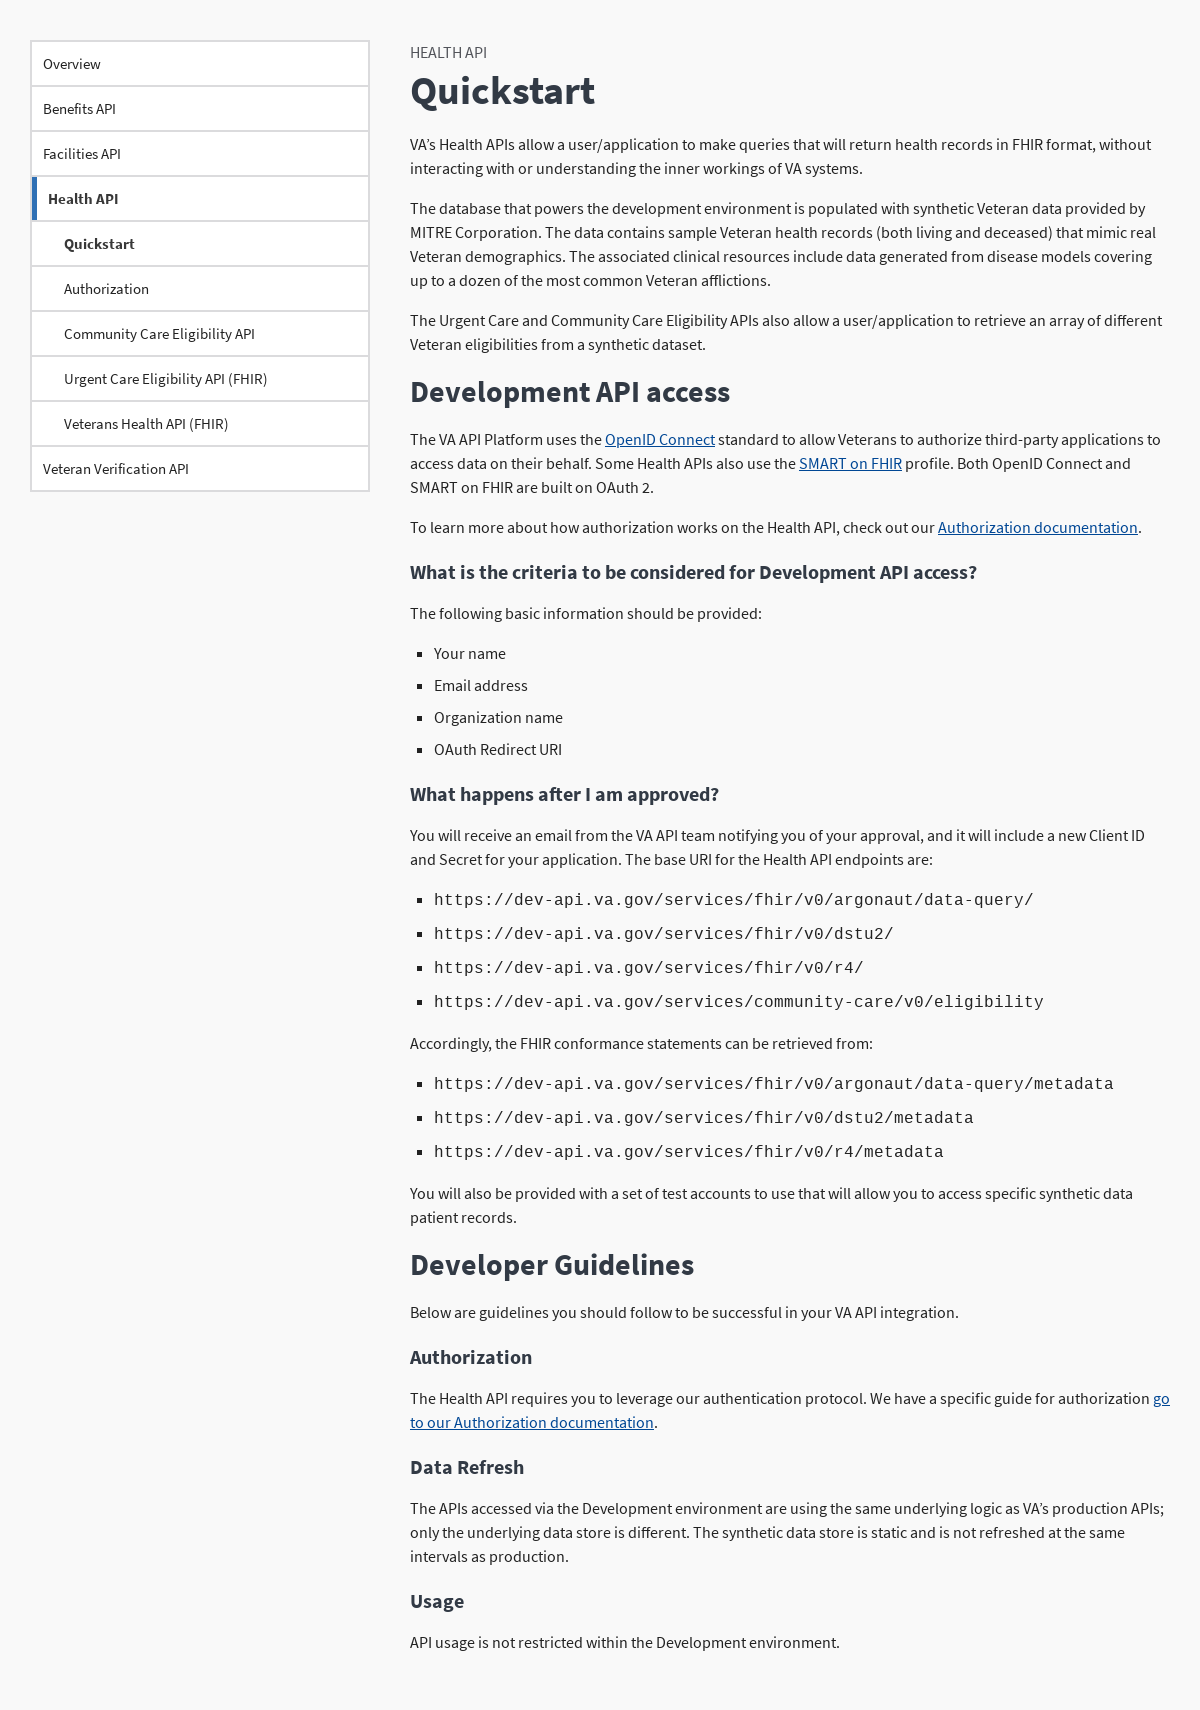 Overview
Benefits API
Facilities API
Health API
Quickstart
Authorization
Community Care Eligibility API
Urgent Care Eligibility API (FHIR)
Veterans Health API (FHIR)
Veteran Verification API
HEALTH API
Quickstart
VA’s Health APIs allow a user/application to make queries that will return health records in FHIR format, without
interacting with or understanding the inner workings of VA systems.
The database that powers the development environment is populated with synthetic Veteran data provided by
MITRE Corporation. The data contains sample Veteran health records (both living and deceased) that mimic real
Veteran demographics. The associated clinical resources include data generated from disease models covering
up to a dozen of the most common Veteran afflictions.
The Urgent Care and Community Care Eligibility APIs also allow a user/application to retrieve an array of different
Veteran eligibilities from a synthetic dataset.
Development API access
The VA API Platform uses the OpenID Connect standard to allow Veterans to authorize third-party applications to
access data on their behalf. Some Health APIs also use the SMART on FHIR profile. Both OpenID Connect and
SMART on FHIR are built on OAuth 2.
To learn more about how authorization works on the Health API, check out our Authorization documentation.
What is the criteria to be considered for Development API access?
The following basic information should be provided:
Your name
Email address
Organization name
OAuth Redirect URI
What happens after I am approved?
You will receive an email from the VA API team notifying you of your approval, and it will include a new Client ID
and Secret for your application. The base URI for the Health API endpoints are:
https://dev-api.va.gov/services/fhir/v0/argonaut/data-query/
https://dev-api.va.gov/services/fhir/v0/dstu2/
https://dev-api.va.gov/services/fhir/v0/r4/
https://dev-api.va.gov/services/community-care/v0/eligibility
Accordingly, the FHIR conformance statements can be retrieved from:
https://dev-api.va.gov/services/fhir/v0/argonaut/data-query/metadata
https://dev-api.va.gov/services/fhir/v0/dstu2/metadata
https://dev-api.va.gov/services/fhir/v0/r4/metadata
You will also be provided with a set of test accounts to use that will allow you to access specific synthetic data
patient records.
Developer Guidelines
Below are guidelines you should follow to be successful in your VA API integration.
Authorization
The Health API requires you to leverage our authentication protocol. We have a specific guide for authorization go
to our Authorization documentation.
Data Refresh
The APIs accessed via the Development environment are using the same underlying logic as VA’s production APIs;
only the underlying data store is different. The synthetic data store is static and is not refreshed at the same
intervals as production.
Usage
API usage is not restricted within the Development environment.